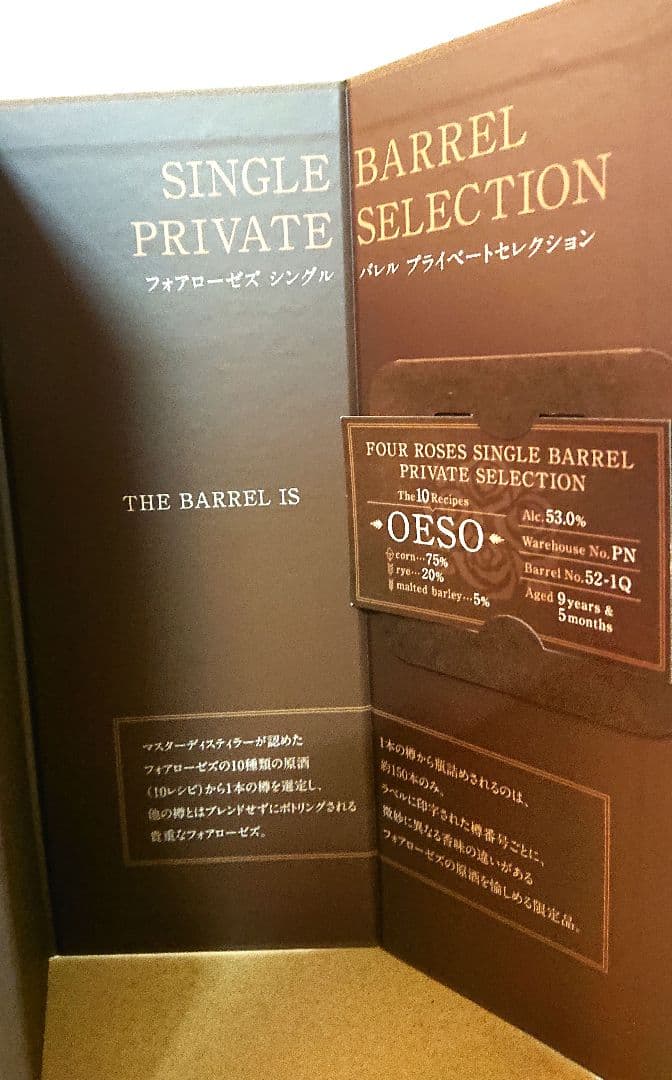 SINGLE BARREL
PRIVATE SELECTION
フォアローゼズ シングル バレル プライベートセレクション
THE BARREL IS
FOUR ROSES SINGLE BARREL
PRIVATE SELECTION
The 10 Recipes
OESO
corn…75%
rye…20%
malted barley…5%
Alc.53.0%
Warehouse No.PN
Barrel No.52-1Q
Aged 9years &
5months
マスターディスティラーが認めた
フォアローゼズの10種類の原酒
(10レシピ)から1本の樽を選定し、
他の樽とはブレンドせずにボトリングされる
貴重なフォアローゼズ。
1本の樽から瓶詰めされるのは、
約150本のみ。
ラベルに印字された樽番号ごとに、
微妙に異なる香味の違いがある
フォアローゼズの原酒を愉しめる限定品。